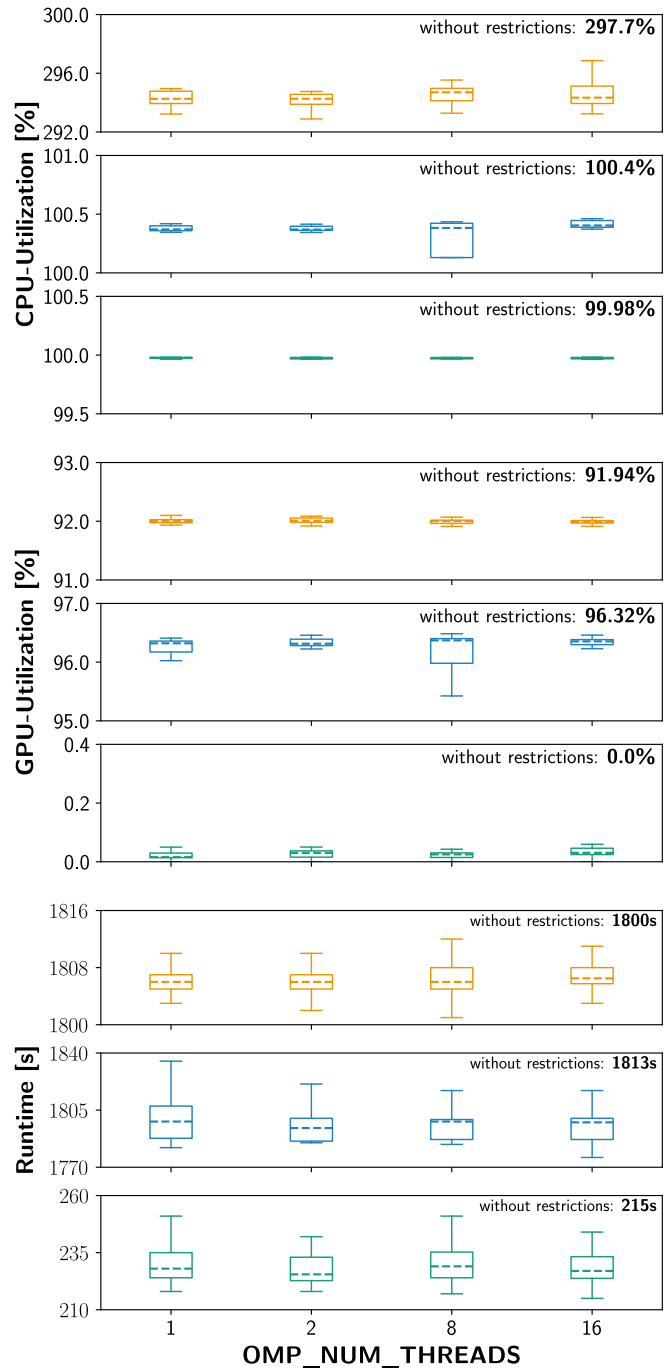 CPU-Utilization [%]
300.0
296.0
292.0
without restrictions: 297.7%
101.0
100.5
100.0
without restrictions: 100.4%
100.5
100.0
99.5
without restrictions: 99.98%
GPU-Utilization [%]
93.0
92.0
91.0
without restrictions: 91.94%
97.0
96.0
95.0
without restrictions: 96.32%
0.4
0.2
0.0
without restrictions: 0.0%
Runtime [s]
1816
1808
1800
without restrictions: 1800s
1840
1805
1770
without restrictions: 1813s
260
235
210
without restrictions: 215s
1 2 8 16
OMP_NUM_THREADS